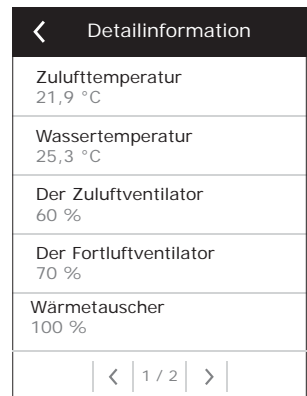 Detailinformation
Zulufttemperatur
21,9 °C
Wassertemperatur
25,3 °C
Der Zuluftventilator
60 %
Der Fortluftventilator
70 %
Wärmetauscher
100 %
1 / 2